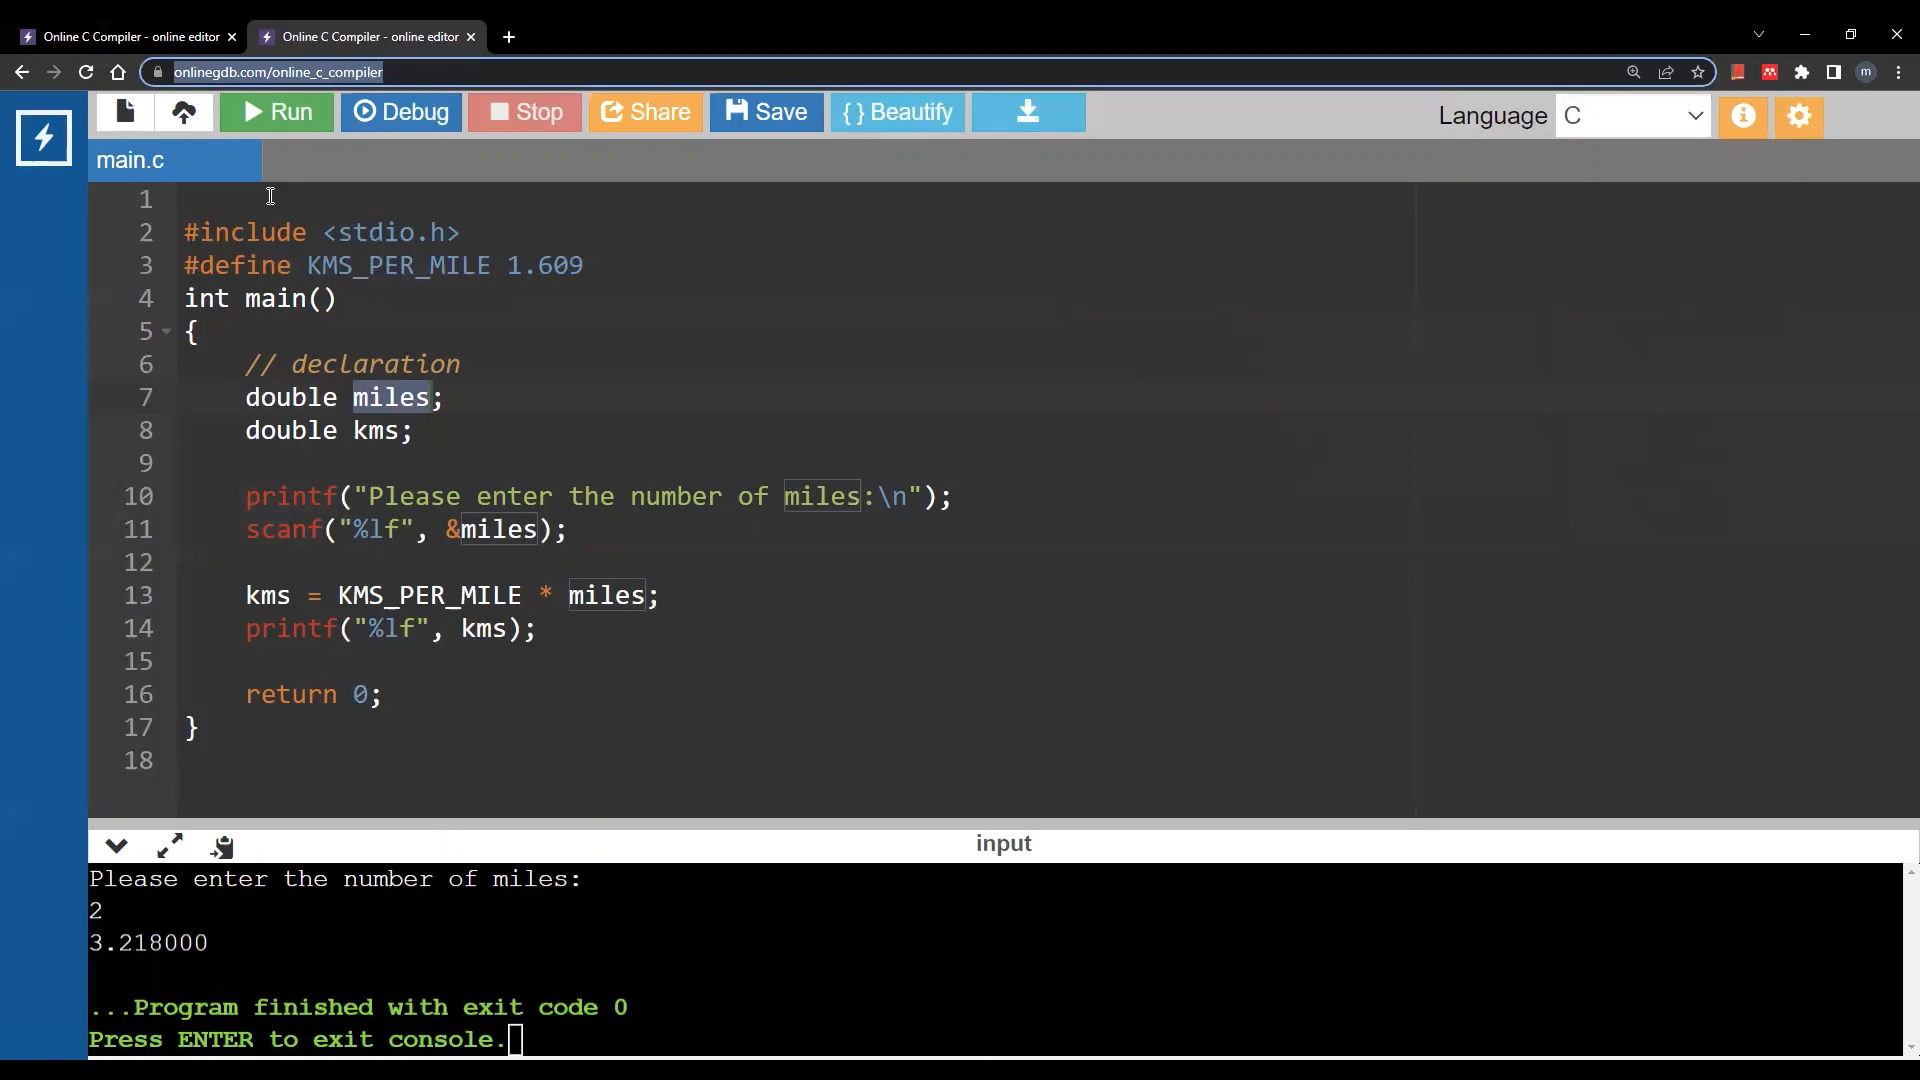 Online C Compiler - online editor
Online C Compiler - online editor
onlinegdb.com/online_c_compiler
m
Run Debug Stop Share Save { } Beautify
Language C
main.c
1
2 #include <stdio.h>
3 #define KMS_PER_MILE 1.609
4 int main()
5 {
6 // declaration
7 double miles;
8 double kms;
9
10 printf("Please enter the number of miles:\n");
11 scanf("%lf", &miles);
12
13 kms = KMS_PER_MILE * miles;
14 printf("%lf", kms);
15
16 return 0;
17 }
18
input
Please enter the number of miles:
2
3.218000
...Program finished with exit code 0
Press ENTER to exit console.